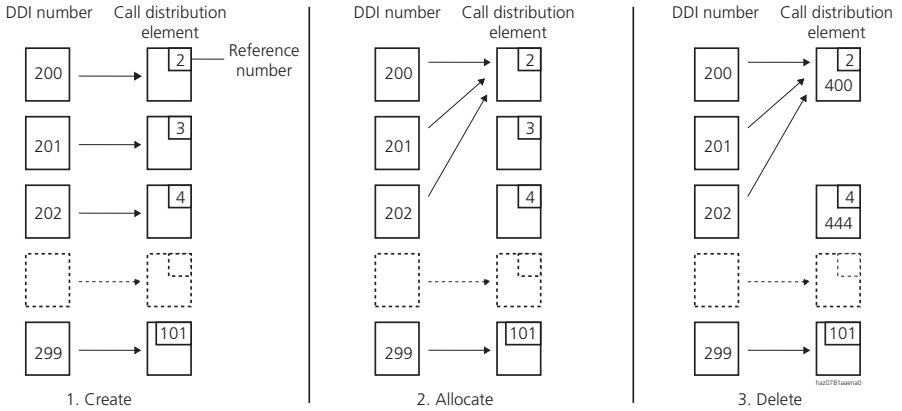 DDI number Call distribution element
200 2 Reference number
201 3
202 4
299 101
1. Create
DDI number Call distribution element
200 2
201 3
202 4
299 101
2. Allocate
DDI number Call distribution element
200 2 400
201
202 4 444
299 101
haz0781aaena0
3. Delete